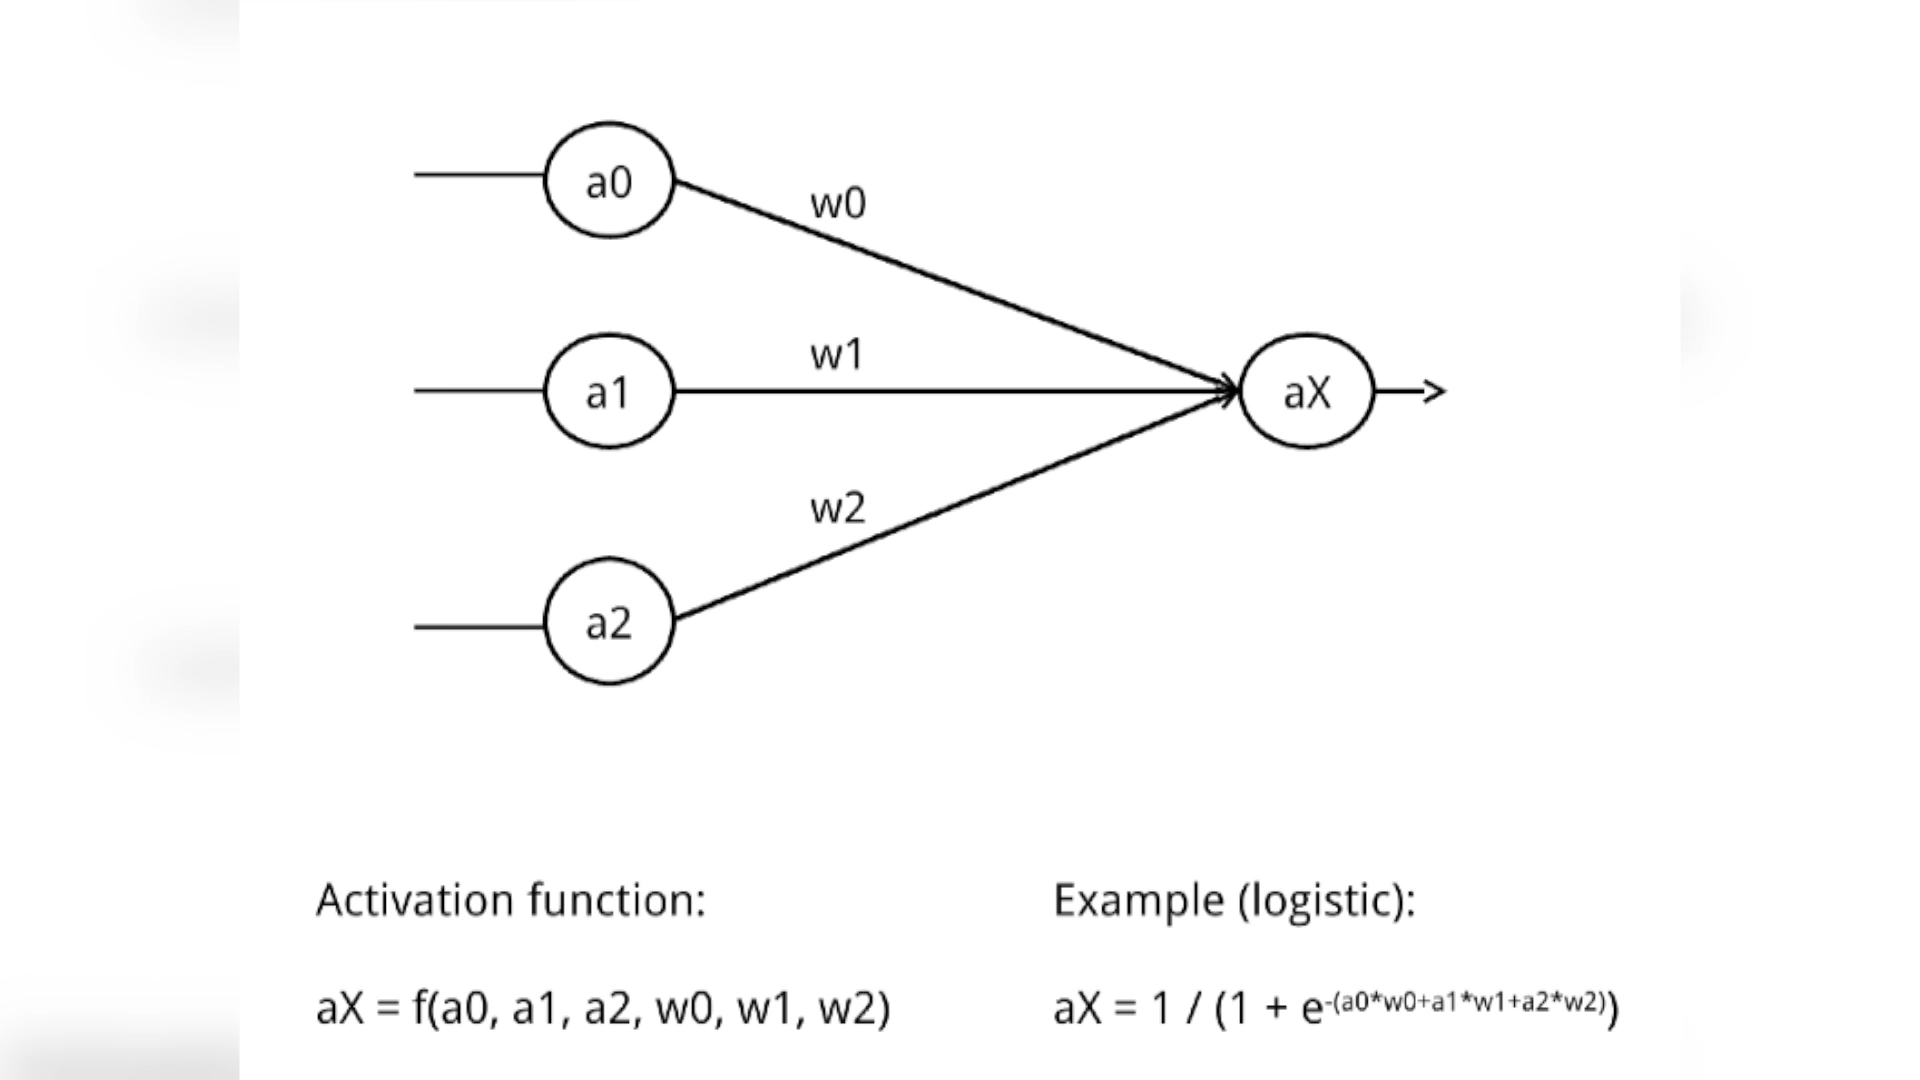 a0
w0
w1
a1
aX
w2
a2
Activation function:
Example (logistic):
aX = f(a0, a1, a2, w0, w1, w2)
aX = 1 / (1 + e-(a0*w0+a1*w1+a2*w2))